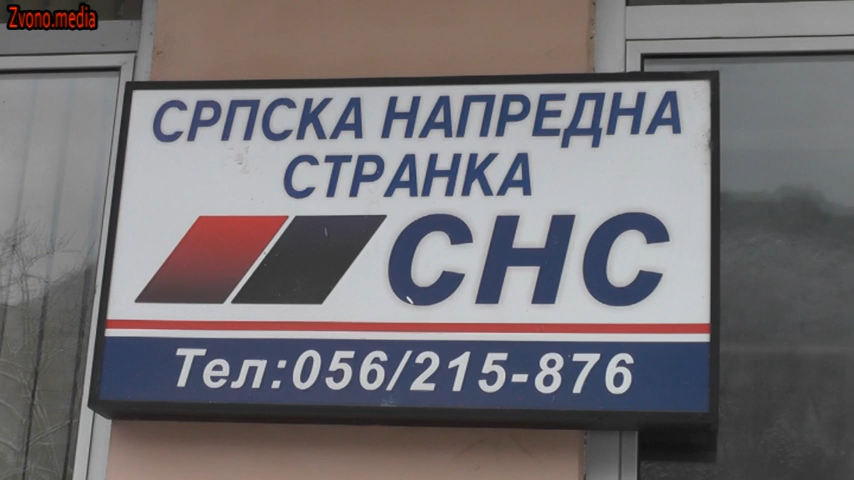 Zvono.media
СРПСКА НАПРЕДНА
СТРАНКА
СНС
Тел:056/215-876